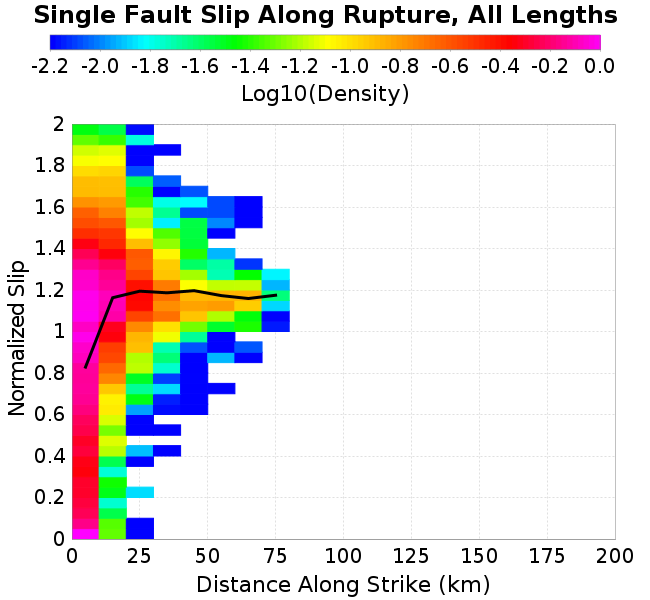 Single Fault Slip Along Rupture, All Lengths
-2.2 -2.0 -1.8 -1.6 -1.4 -1.2 -1.0 -0.8 -0.6 -0.4 -0.2 0.0
Log10(Density)
2
1.8
1.6
1.4
1.2
1
0.8
0.6
0.4
0.2
0
Normalized Slip
0 25 50 75 100 125 150 175 200
Distance Along Strike (km)